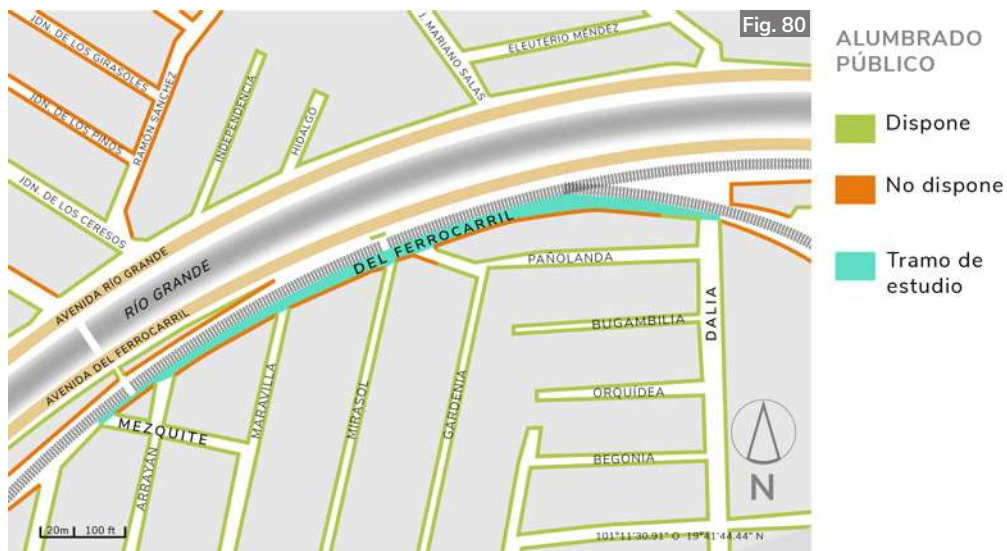 Fig. 80
ALUMBRADO
PÚBLICO
Dispone
No dispone
Tramo de
estudio
JDN. DE LOS GIRASOLES
JDN. DE LOS PINOS
RAMÓN SÁNCHEZ
JDN. DE LOS CERESOS
INDEPENDENCIA
HIDALGO
J. MARIANO SALAS
ELEUTERIO MÉNDEZ
AVENIDA RÍO GRANDE
RÍO GRANDE
AVENIDA DEL FERROCARRIL
DEL FERROCARRIL
PAÑOLANDA
BUGAMBILIA
DALIA
ORQUÍDEA
BEGONIA
MEZQUITE
ARRAYÁN
MARAVILLA
MIRASOL
GARDENIA
N
20m 100 ft
101°11'30.91" O 19°41'44.44" N